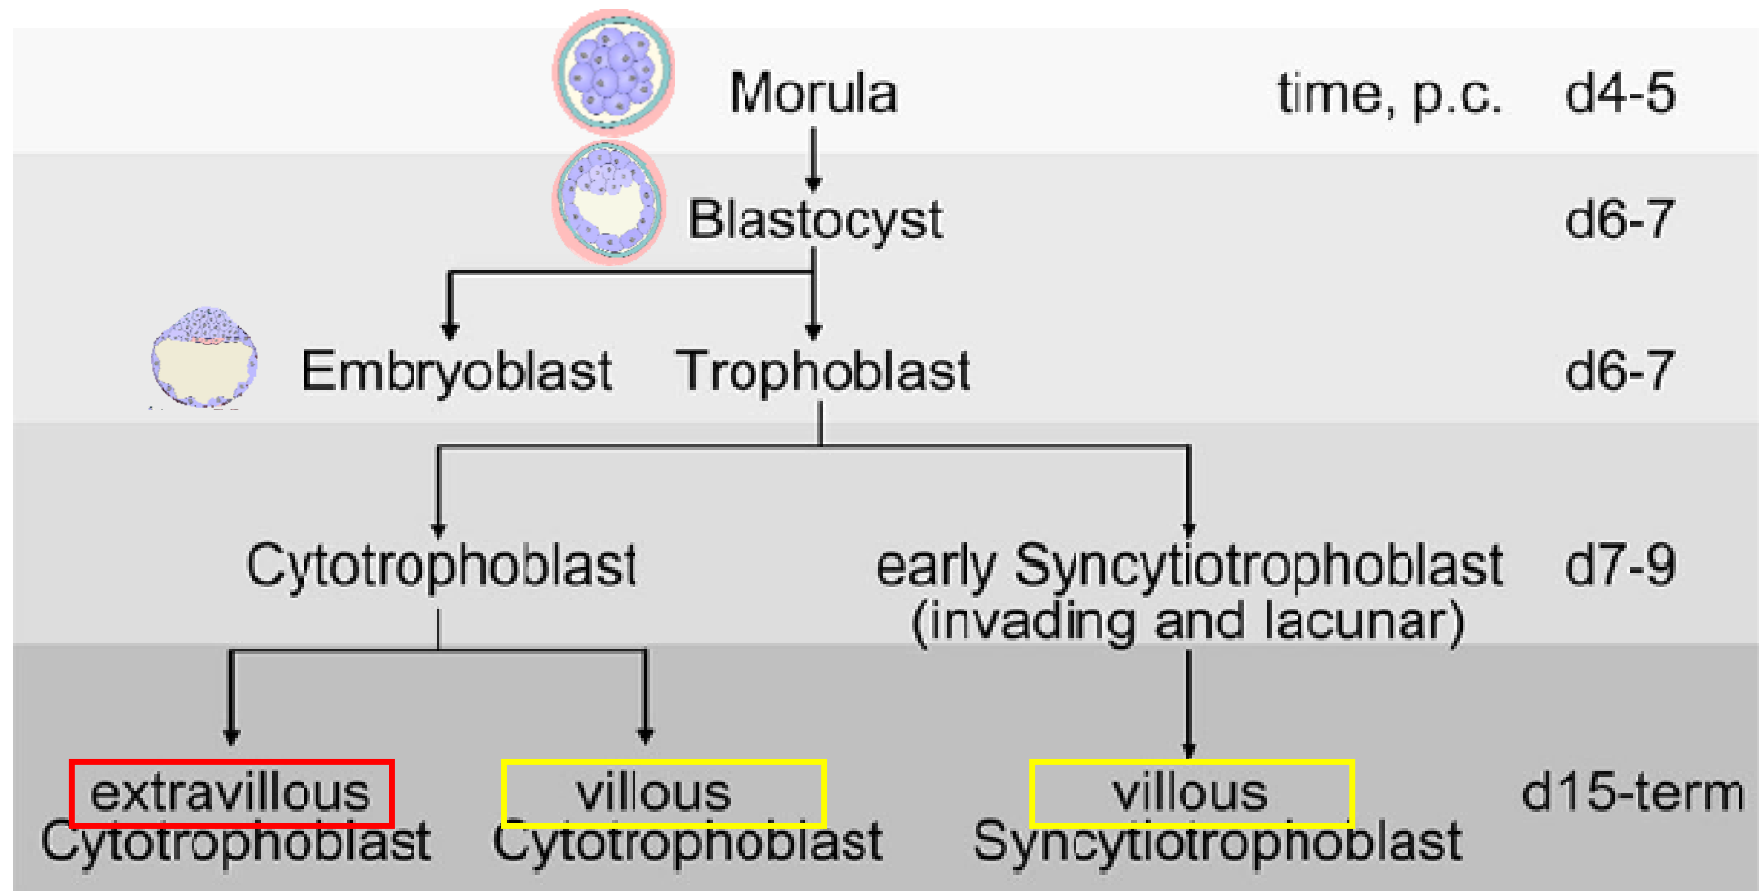 Morula time, p.c. d4-5
Blastocyst d6-7
Embryoblast Trophoblast d6-7
Cytotrophoblast early Syncytiotrophoblast d7-9
(invading and lacunar)
extravillous villous villous d15-term
Cytotrophoblast Cytotrophoblast Syncytiotrophoblast